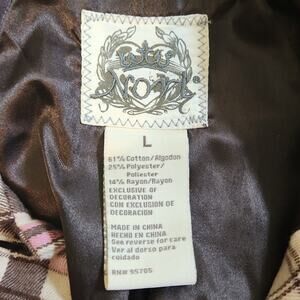 L
61% Cotton/Algodon
25% Polyester/
Poliester
14% Rayon/Rayon
EXCLUSIVE OF
DECORATION
CON EXCLUSION DE
DECORACION
MADE IN CHINA
HECHO EN CHINA
See reverse for care
Ver al dorso para
cuidado
RNW 95705